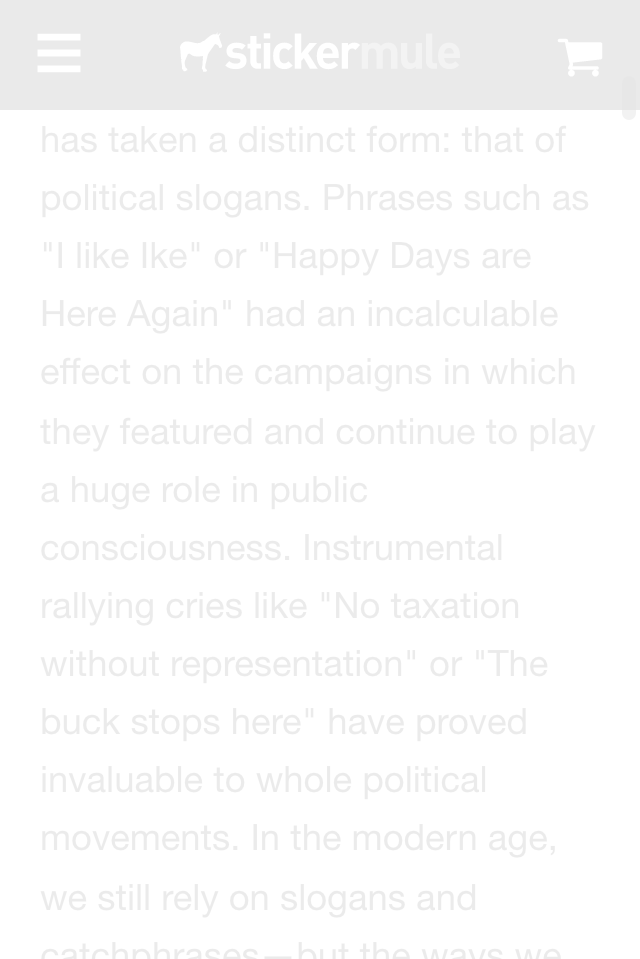 stickermule
has taken a distinct form: that of
political slogans. Phrases such as
"I like Ike" or "Happy Days are
Here Again" had an incalculable
effect on the campaigns in which
they featured and continue to play
a huge role in public
consciousness. Instrumental
rallying cries like "No taxation
without representation" or "The
buck stops here" have proved
invaluable to whole political
movements. In the modern age,
we still rely on slogans and
catchphrases—but the ways we